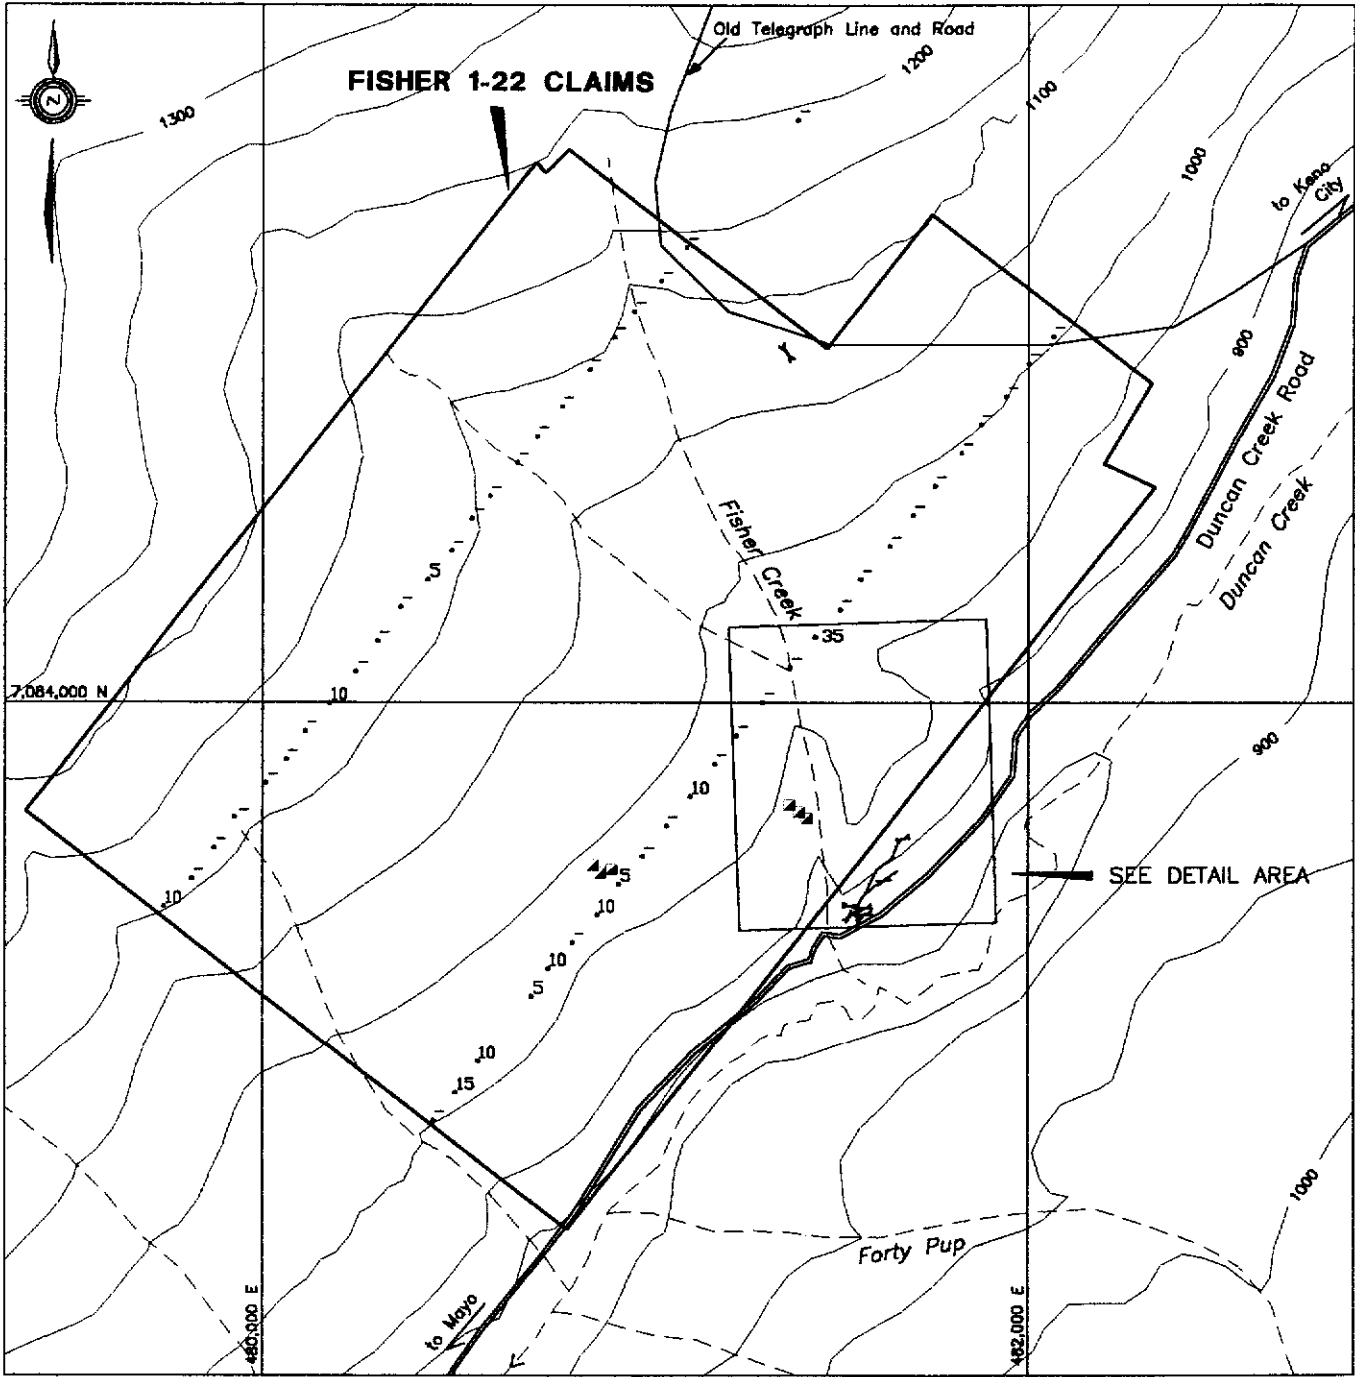 Old Telegraph Line and Road
FISHER 1-22 CLAIMS
N
1300
1200
1100
1000
to Keno
City
900
Duncan Creek Road
Duncan Creek
Fisher Creek
5
35
7,084,000 N
10
10
900
5
10
10
SEE DETAIL AREA
10
5
10
15
1000
Forty Pup
480,000 E
482,000 E
to Mayo